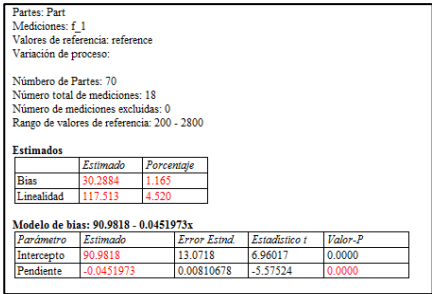 Partes: Part
Mediciones: f_1
Valores de referencia: reference
Variación de proceso:
Númbero de Partes: 70
Número total de mediciones: 18
Número de mediciones excluidas: 0
Rango de valores de referencia: 200 - 2800
Estimados
Estimado Porcentaje
Bias 30.2884 1.165
Linealidad 117.513 4.520
Modelo de bias: 90.9818 - 0.0451973x
Parámetro Estimado Error Estnd. Estadístico t Valor-P
Intercepto 90.9818 13.0718 6.96017 0.0000
Pendiente -0.0451973 0.00810678 -5.57524 0.0000